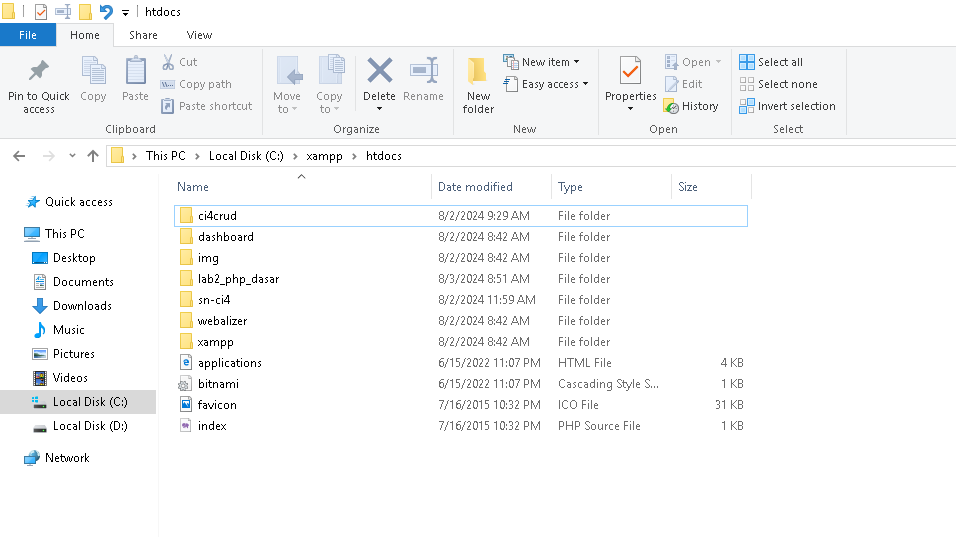 htdocs
File Home Share View
Pin to Quick access
Copy
Paste
Cut
Copy path
Paste shortcut
Clipboard
Move to
Copy to
Delete
Rename
Organize
New folder
New item
Easy access
New
Properties
Open
Edit
History
Open
Select all
Select none
Invert selection
Select
This PC Local Disk (C:) xampp htdocs
Quick access
This PC
Desktop
Documents
Downloads
Music
Pictures
Videos
Local Disk (C:)
Local Disk (D:)
Network
Name Date modified Type Size
ci4crud 8/2/2024 9:29 AM File folder
dashboard 8/2/2024 8:42 AM File folder
img 8/2/2024 8:42 AM File folder
lab2_php_dasar 8/3/2024 8:51 AM File folder
sn-ci4 8/2/2024 11:59 AM File folder
webalizer 8/2/2024 8:42 AM File folder
xampp 8/2/2024 8:42 AM File folder
applications 6/15/2022 11:07 PM HTML File 4 KB
bitnami 6/15/2022 11:07 PM Cascading Style S... 1 KB
favicon 7/16/2015 10:32 PM ICO File 31 KB
index 7/16/2015 10:32 PM PHP Source File 1 KB